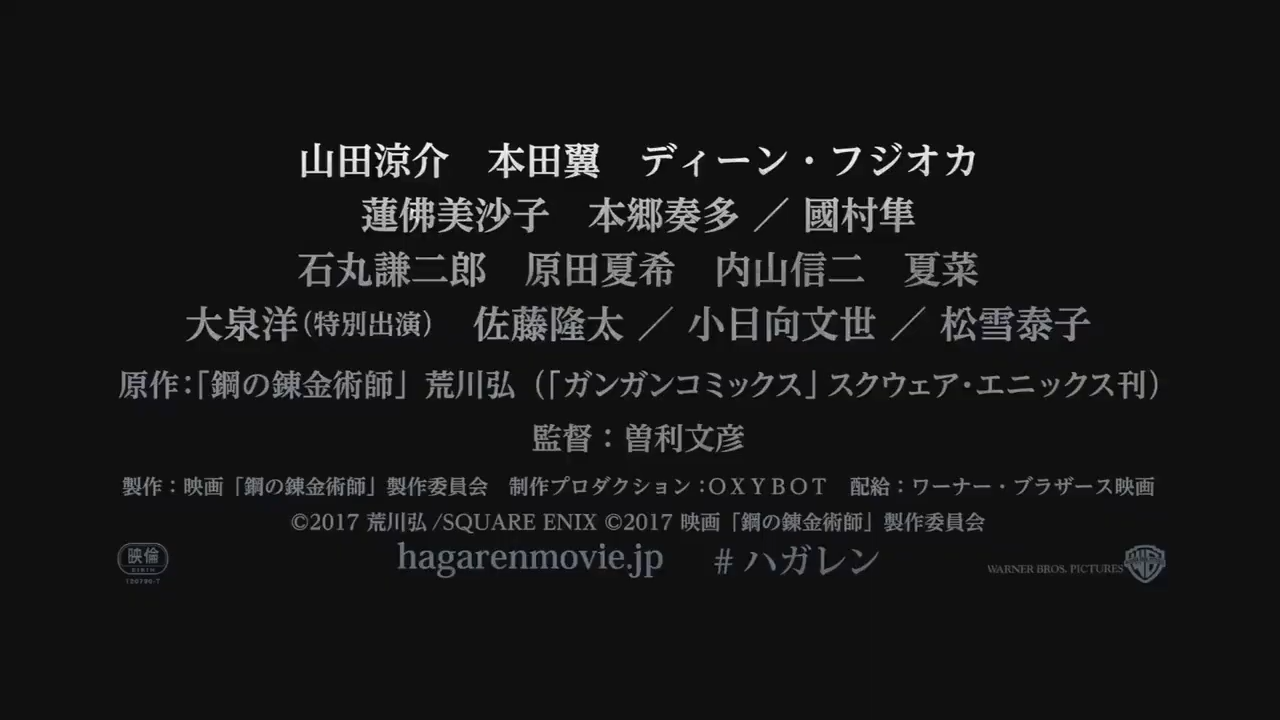 山田涼介　本田翼　ディーン・フジオカ
蓮佛美沙子　本郷奏多 ／ 國村隼
石丸謙二郎　原田夏希　内山信二　夏菜
大泉洋（特別出演）　佐藤隆太 ／ 小日向文世 ／ 松雪泰子
原作：「鋼の錬金術師」荒川弘（「ガンガンコミックス」スクウェア・エニックス刊）
監督：曽利文彦
製作：映画「鋼の錬金術師」製作委員会　制作プロダクション：OXYBOT　配給：ワーナー・ブラザース映画
©2017 荒川弘/SQUARE ENIX ©2017 映画「鋼の錬金術師」製作委員会
映倫
EIRIN
hagarenmovie.jp　# ハガレン
WARNER BROS. PICTURES
WB